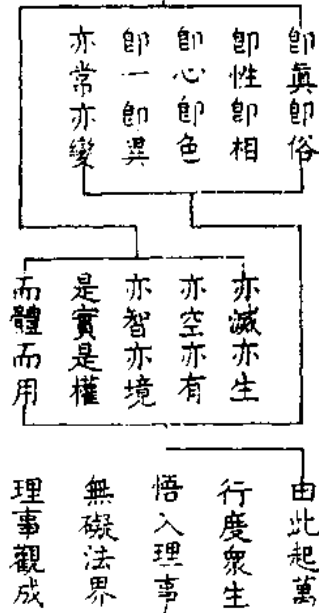 卽眞卽俗
卽性卽相
卽心卽色
卽一卽異
亦常亦變
亦滅亦生
亦空亦有
亦智亦境
是實是權
而體而用
由此起萬
行度衆生
悟入理事
無礙法界
理事觀成